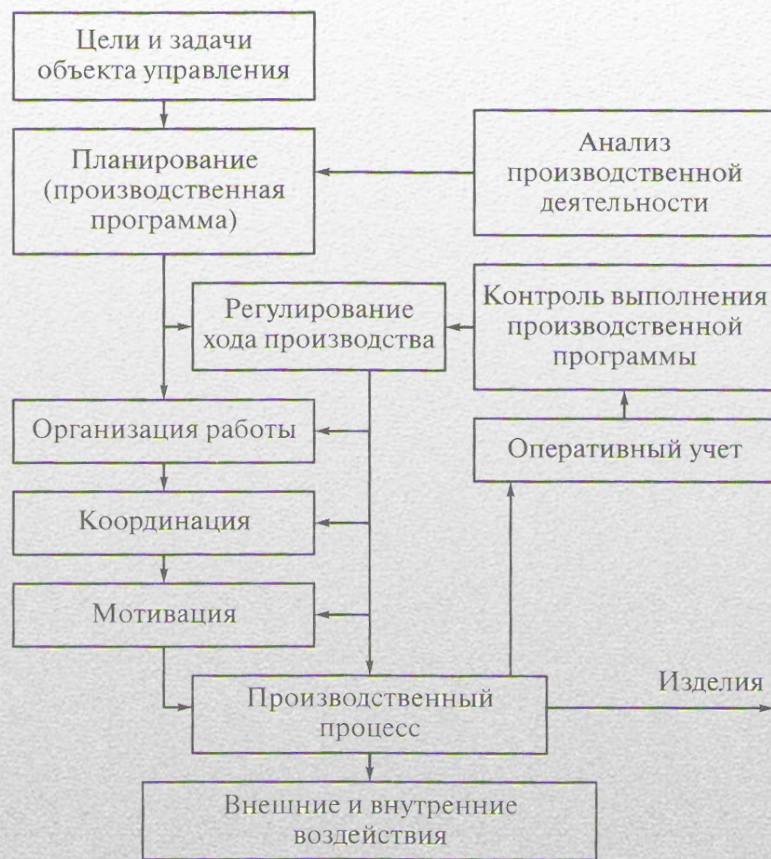 Цели и задачи
объекта управления
Планирование
(производственная
программа)
Анализ
производственной
деятельности
Регулирование
хода производства
Контроль выполнения
производственной
программы
Организация работы
Оперативный учет
Координация
Мотивация
Производственный
процесс
Изделия
Внешние и внутренние
воздействия